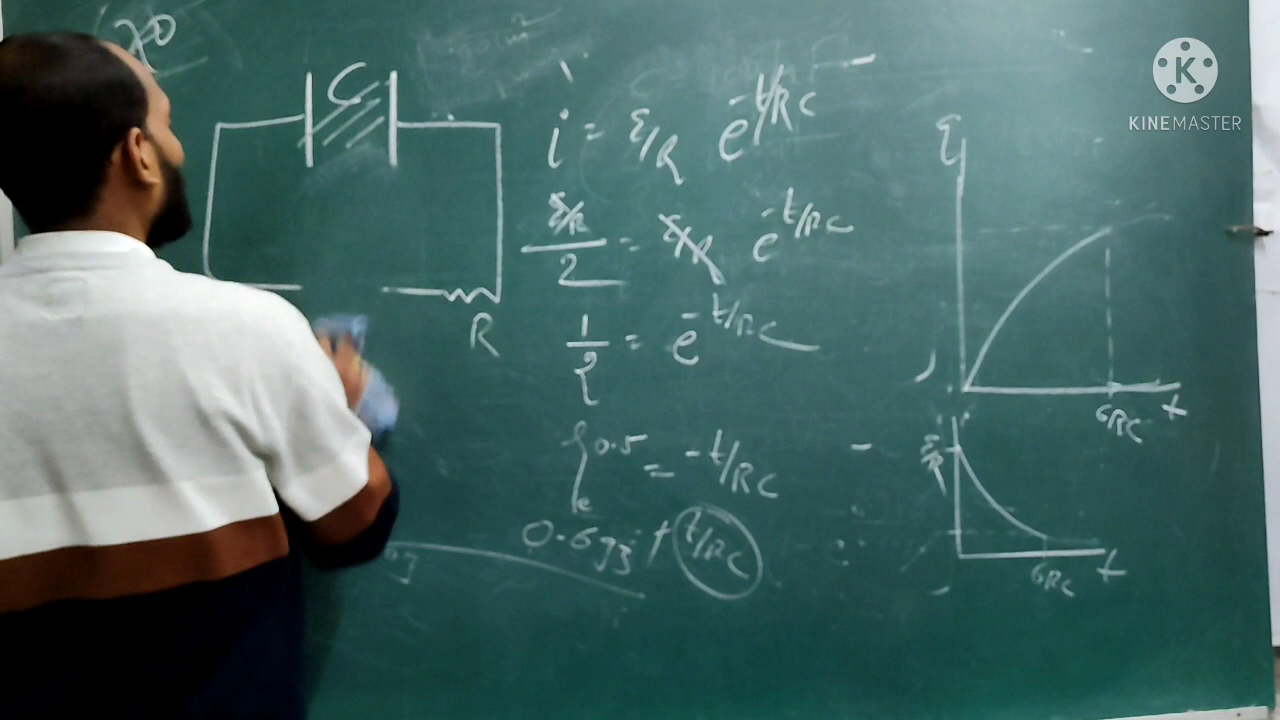 C
R
i = ε/R e^-t/RC
ε/R / 2 = ε/R e^-t/RC
1/2 = e^-t/RC
ln 0.5 = -t/RC
0.693 = t/RC
q
6RC
t
ε/R
6RC
t
K
KINEMASTER